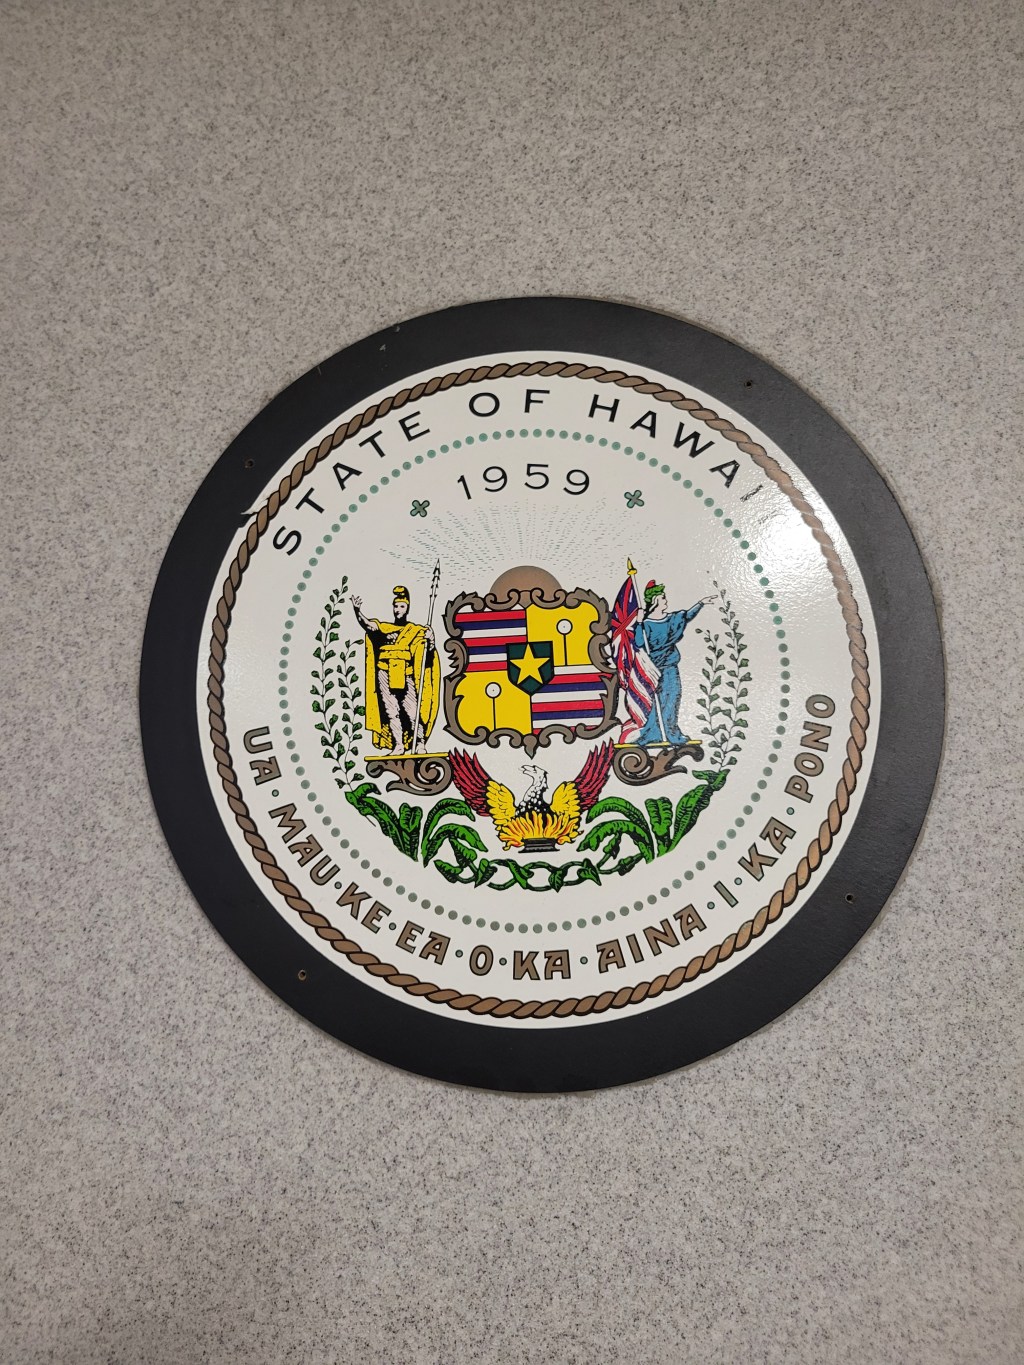 STATE OF HAWAI
1959
UA·MAU·KE·EA·O·KA·AINA·I·KA·PONO